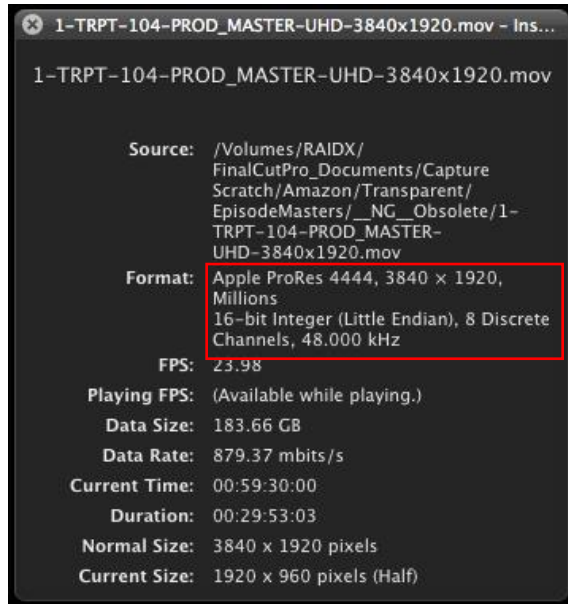 1-TRPT-104-PROD_MASTER-UHD-3840x1920.mov - Ins...
1-TRPT-104-PROD_MASTER-UHD-3840x1920.mov
Source: /Volumes/RAIDX/
FinalCutPro_Documents/Capture
Scratch/Amazon/Transparent/
EpisodeMasters/__NG__Obsolete/1-
TRPT-104-PROD_MASTER-
UHD-3840x1920.mov
Format: Apple ProRes 4444, 3840 × 1920,
Millions
16-bit Integer (Little Endian), 8 Discrete
Channels, 48.000 kHz
FPS: 23.98
Playing FPS: (Available while playing.)
Data Size: 183.66 GB
Data Rate: 879.37 mbits/s
Current Time: 00:59:30:00
Duration: 00:29:53:03
Normal Size: 3840 x 1920 pixels
Current Size: 1920 x 960 pixels (Half)